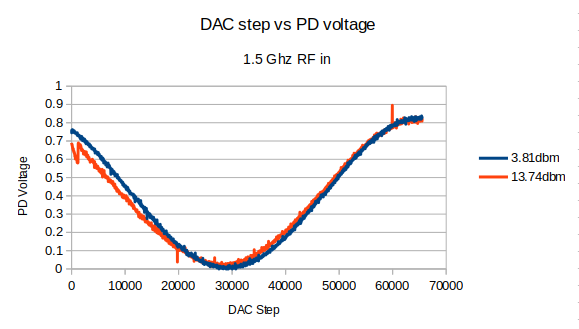 DAC step vs PD voltage
1.5 Ghz RF in
1
0.9
0.8
0.7
0.6
0.5
0.4
0.3
0.2
0.1
0
PD Voltage
0 10000 20000 30000 40000 50000 60000 70000
DAC Step
3.81dbm
13.74dbm